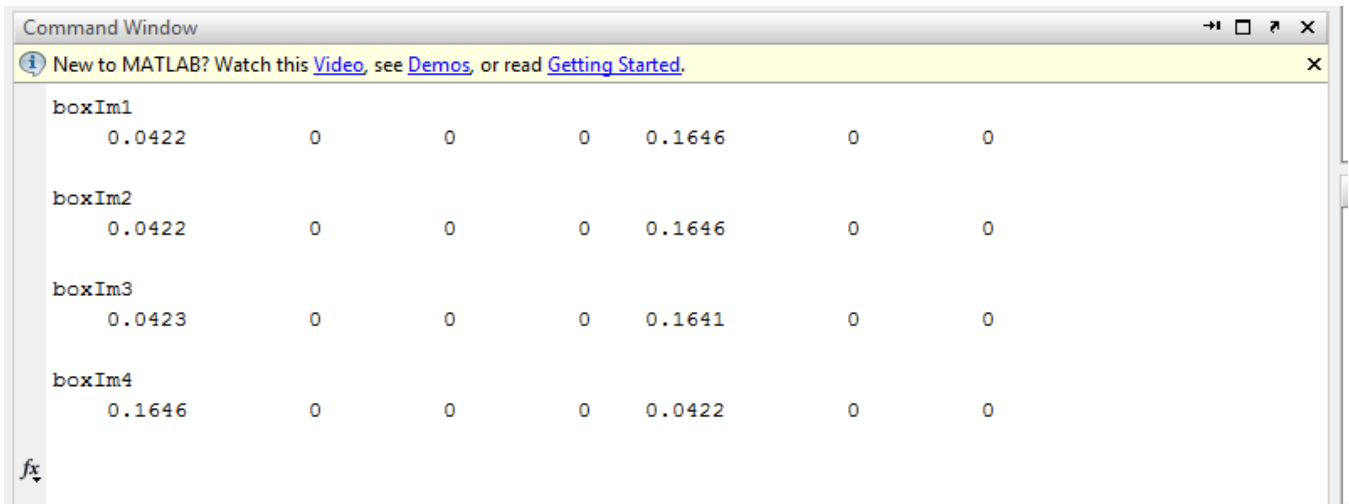 Command Window
New to MATLAB? Watch this Video, see Demos, or read Getting Started.
boxIm1
0.0422 0 0 0 0.1646 0 0
boxIm2
0.0422 0 0 0 0.1646 0 0
boxIm3
0.0423 0 0 0 0.1641 0 0
boxIm4
0.1646 0 0 0 0.0422 0 0
fx